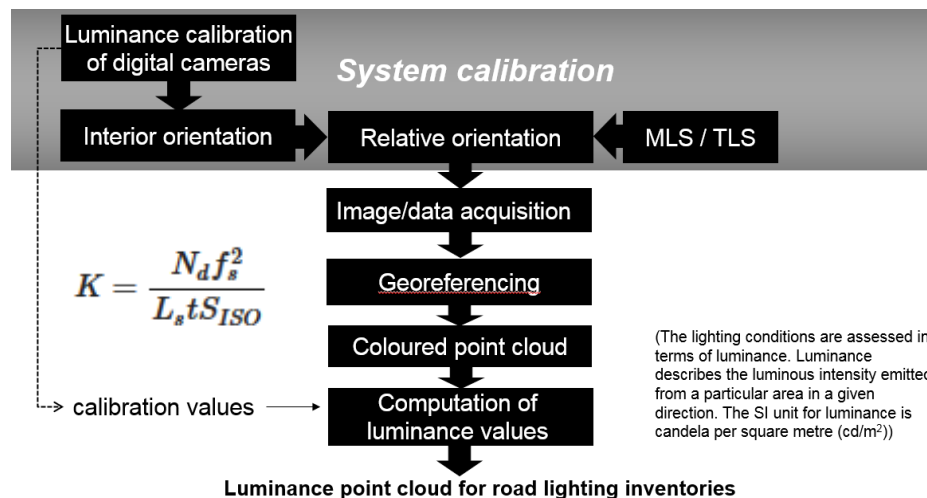 Luminance calibration
of digital cameras
System calibration
Interior orientation
Relative orientation
MLS / TLS
Image/data acquisition
K = N_d f_s^2 / L_s t S_ISO
Georeferencing
Coloured point cloud
(The lighting conditions are assessed in
terms of luminance. Luminance
describes the luminous intensity emitted
from a particular area in a given
direction. The SI unit for luminance is
candela per square metre (cd/m²))
calibration values
Computation of
luminance values
Luminance point cloud for road lighting inventories